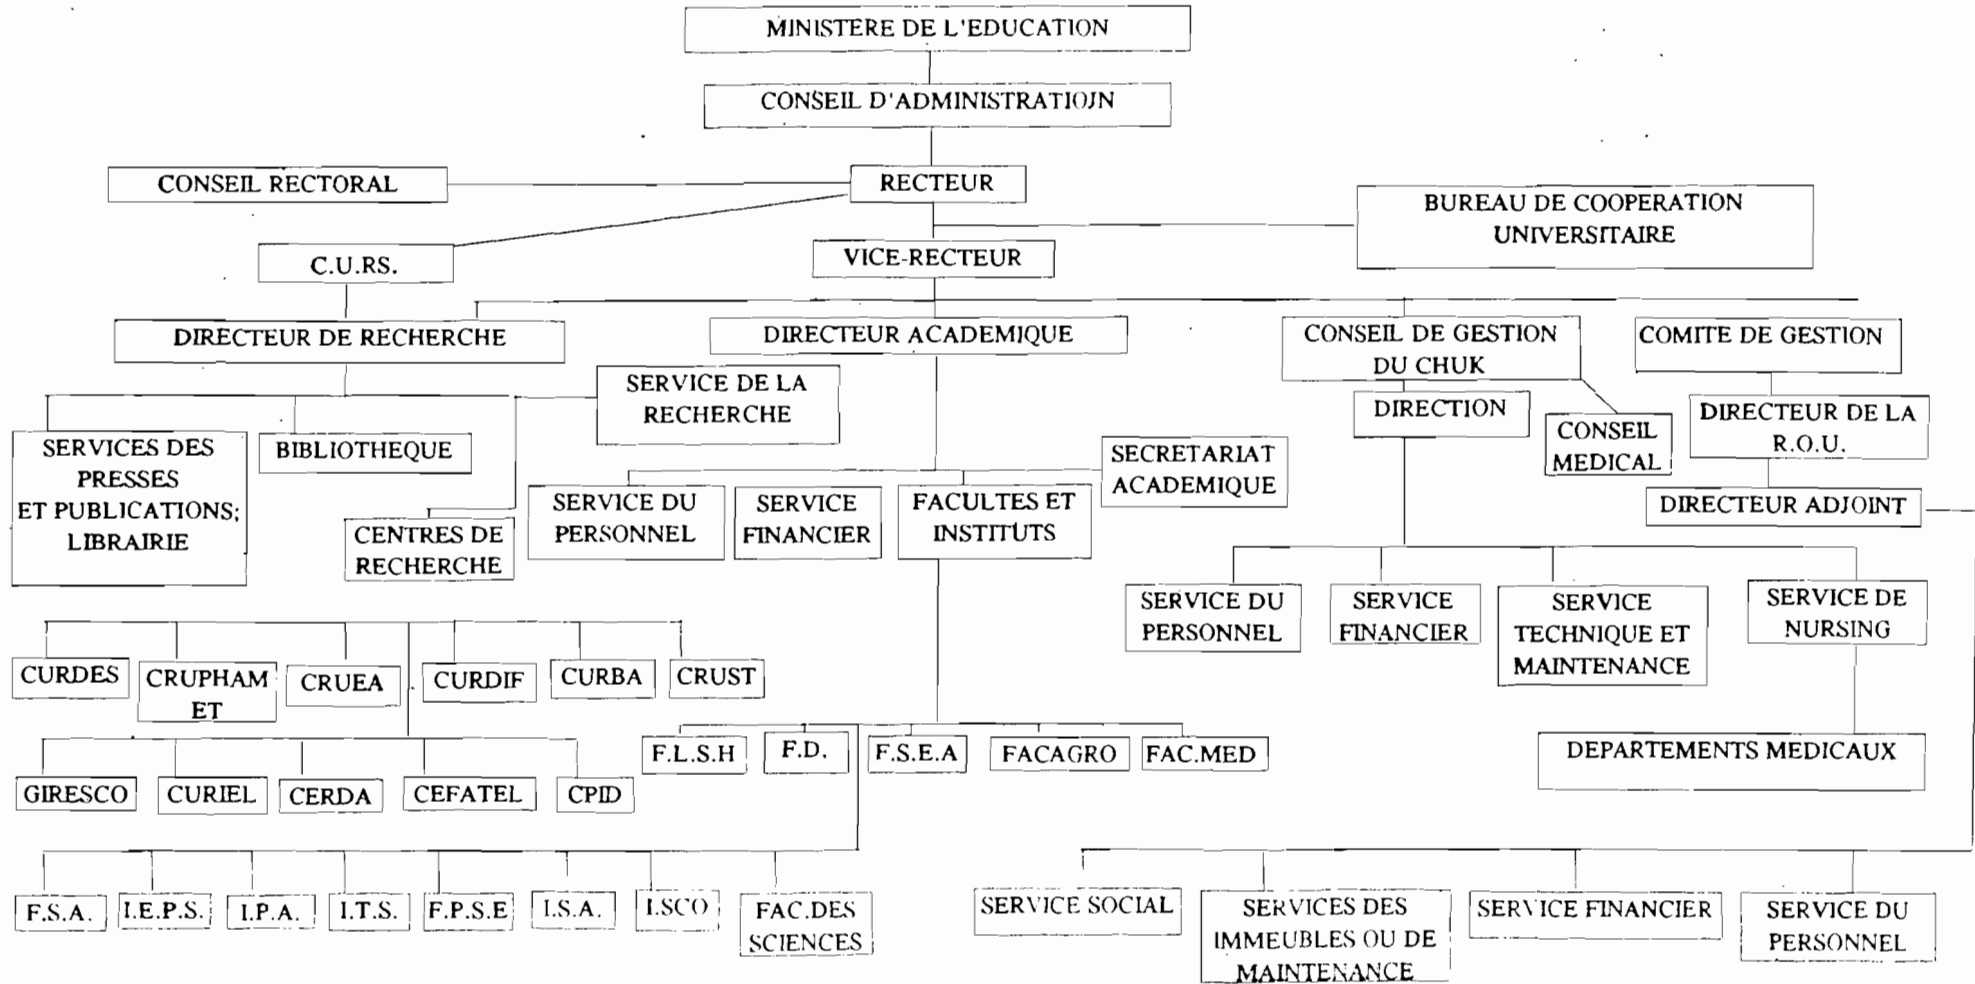 MINISTERE DE L'EDUCATION
CONSEIL D'ADMINISTRATIOJN
CONSEIL RECTORAL
RECTEUR
BUREAU DE COOPERATION
UNIVERSITAIRE
C.U.RS.
VICE-RECTEUR
DIRECTEUR DE RECHERCHE
DIRECTEUR ACADEMIQUE
CONSEIL DE GESTION
DU CHUK
COMITE DE GESTION
SERVICE DE LA
RECHERCHE
DIRECTION
CONSEIL
MEDICAL
DIRECTEUR DE LA
R.O.U.
SERVICES DES
PRESSES
ET PUBLICATIONS;
LIBRAIRIE
BIBLIOTHEQUE
CENTRES DE
RECHERCHE
SERVICE DU
PERSONNEL
SERVICE
FINANCIER
FACULTES ET
INSTITUTS
SECRETARIAT
ACADEMIQUE
DIRECTEUR ADJOINT
SERVICE DU
PERSONNEL
SERVICE
FINANCIER
SERVICE
TECHNIQUE ET
MAINTENANCE
SERVICE DE
NURSING
CURDES
CRUPHAM
ET
CRUEA
CURDIF
CURBA
CRUST
F.L.S.H
F.D.
F.S.E.A
FACAGRO
FAC.MED
DEPARTEMENTS MEDICAUX
GIRESCO
CURIEL
CERDA
CEFATEL
CPID
F.S.A.
I.E.P.S.
I.P.A.
I.T.S.
F.P.S.E
I.S.A.
I.SCO
FAC.DES
SCIENCES
SERVICE SOCIAL
SERVICES DES
IMMEUBLES OU DE
MAINTENANCE
SERVICE FINANCIER
SERVICE DU
PERSONNEL